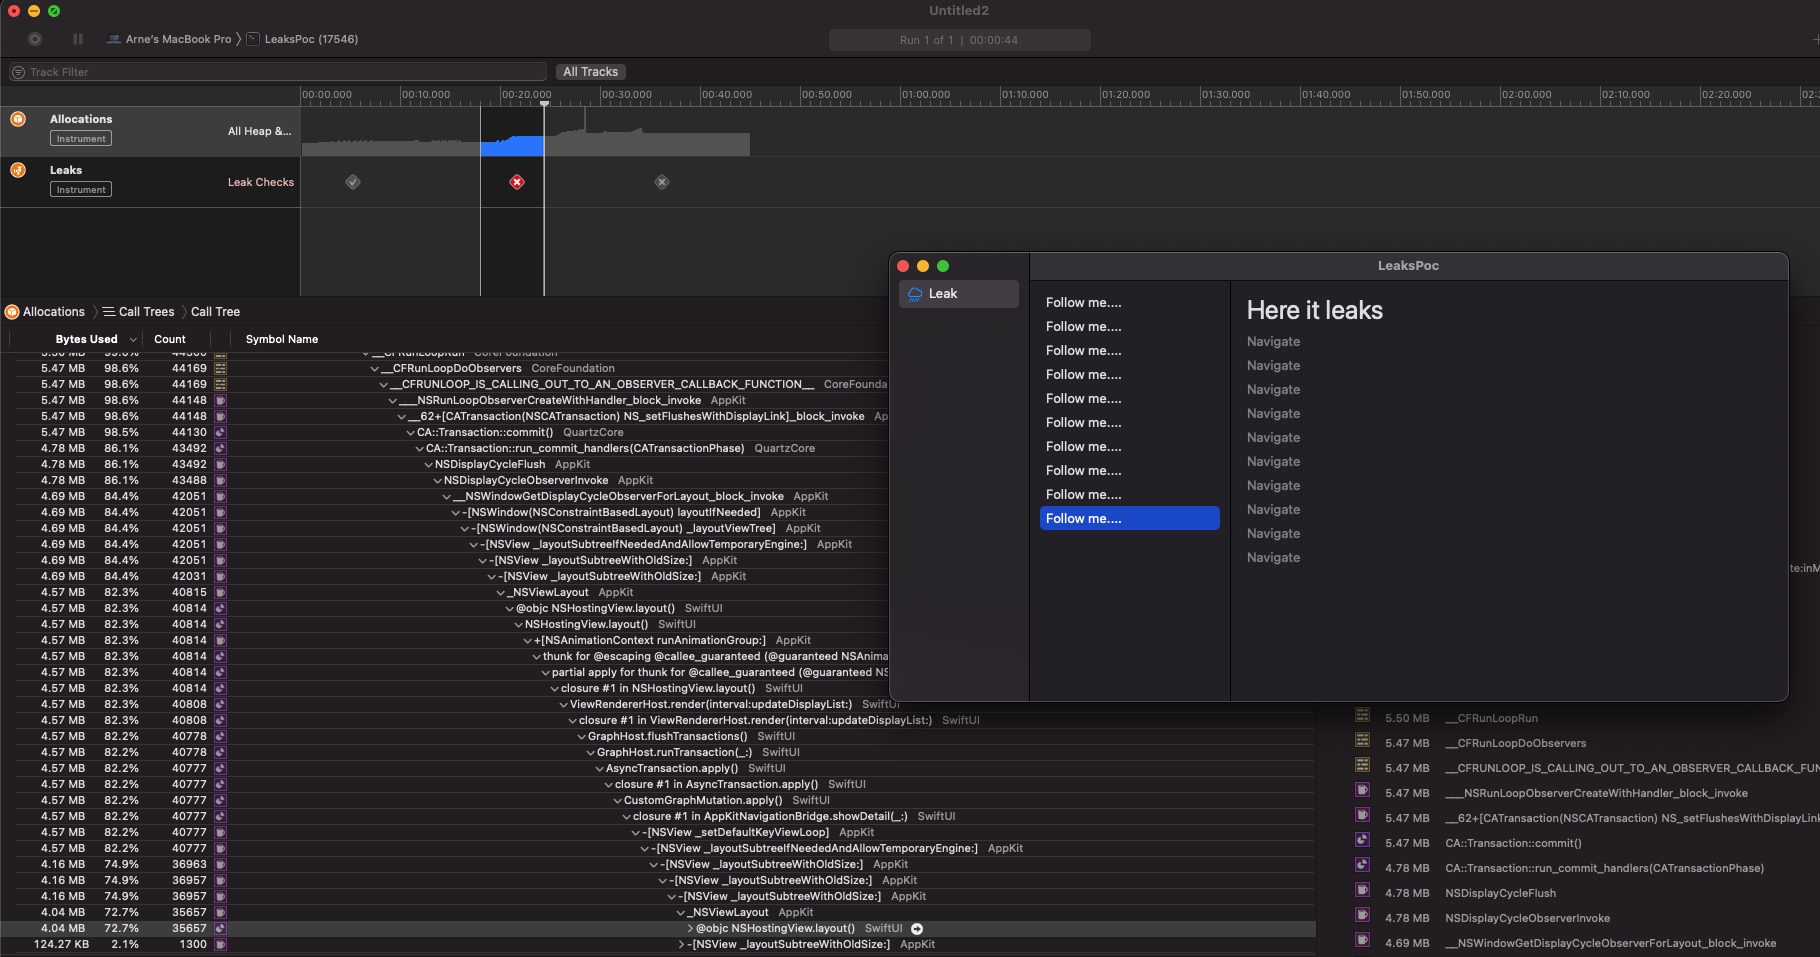 Untitled2
Arne's MacBook Pro
LeaksPoc (17546)
Run 1 of 1 | 00:00:44
Track Filter
All Tracks
00:00.000 00:10.000 00:20.000 00:30.000 00:40.000 00:50.000 01:00.000 01:10.000 01:20.000 01:30.000 01:40.000 01:50.000 02:00.000 02:10.000 02:20.000
Allocations
Instrument
All Heap &...
Leaks
Instrument
Leak Checks
Allocations Call Trees Call Tree
Bytes Used Count Symbol Name
5.50 MB 99.0% 44300 __CFRunLoopRun CoreFoundation
5.47 MB 98.6% 44169 __CFRunLoopDoObservers CoreFoundation
5.47 MB 98.6% 44169 __CFRUNLOOP_IS_CALLING_OUT_TO_AN_OBSERVER_CALLBACK_FUNCTION__ CoreFounda
5.47 MB 98.6% 44148 ___NSRunLoopObserverCreateWithHandler_block_invoke AppKit
5.47 MB 98.6% 44148 __62+[CATransaction(NSCATransaction) NS_setFlushesWithDisplayLink]_block_invoke Ap
5.47 MB 98.5% 44130 CA::Transaction::commit() QuartzCore
4.78 MB 86.1% 43492 CA::Transaction::run_commit_handlers(CATransactionPhase) QuartzCore
4.78 MB 86.1% 43492 NSDisplayCycleFlush AppKit
4.78 MB 86.1% 43488 NSDisplayCycleObserverInvoke AppKit
4.69 MB 84.4% 42051 __NSWindowGetDisplayCycleObserverForLayout_block_invoke AppKit
4.69 MB 84.4% 42051 -[NSWindow(NSConstraintBasedLayout) layoutIfNeeded] AppKit
4.69 MB 84.4% 42051 -[NSWindow(NSConstraintBasedLayout) _layoutViewTree] AppKit
4.69 MB 84.4% 42051 -[NSView _layoutSubtreeIfNeededAndAllowTemporaryEngine:] AppKit
4.69 MB 84.4% 42051 -[NSView _layoutSubtreeWithOldSize:] AppKit
4.69 MB 84.4% 42031 -[NSView _layoutSubtreeWithOldSize:] AppKit
4.57 MB 82.3% 40815 _NSViewLayout AppKit
4.57 MB 82.3% 40814 @objc NSHostingView.layout() SwiftUI
4.57 MB 82.3% 40814 NSHostingView.layout() SwiftUI
4.57 MB 82.3% 40814 +[NSAnimationContext runAnimationGroup:] AppKit
4.57 MB 82.3% 40814 thunk for @escaping @callee_guaranteed (@guaranteed NSAnima
4.57 MB 82.3% 40814 partial apply for thunk for @callee_guaranteed (@guaranteed NS
4.57 MB 82.3% 40814 closure #1 in NSHostingView.layout() SwiftUI
4.57 MB 82.2% 40808 ViewRendererHost.render(interval:updateDisplayList:) SwiftUI
4.57 MB 82.2% 40808 closure #1 in ViewRendererHost.render(interval:updateDisplayList:) SwiftUI
4.57 MB 82.2% 40778 GraphHost.flushTransactions() SwiftUI
4.57 MB 82.2% 40778 GraphHost.runTransaction(_:) SwiftUI
4.57 MB 82.2% 40777 AsyncTransaction.apply() SwiftUI
4.57 MB 82.2% 40777 closure #1 in AsyncTransaction.apply() SwiftUI
4.57 MB 82.2% 40777 CustomGraphMutation.apply() SwiftUI
4.57 MB 82.2% 40777 closure #1 in AppKitNavigationBridge.showDetail(_:) SwiftUI
4.57 MB 82.2% 40777 -[NSView _setDefaultKeyViewLoop] AppKit
4.57 MB 82.2% 40777 -[NSView _layoutSubtreeIfNeededAndAllowTemporaryEngine:] AppKit
4.16 MB 74.9% 36963 -[NSView _layoutSubtreeWithOldSize:] AppKit
4.16 MB 74.9% 36957 -[NSView _layoutSubtreeWithOldSize:] AppKit
4.16 MB 74.9% 36957 -[NSView _layoutSubtreeWithOldSize:] AppKit
4.04 MB 72.7% 35657 _NSViewLayout AppKit
4.04 MB 72.7% 35657 @objc NSHostingView.layout() SwiftUI
124.27 KB 2.1% 1300 -[NSView _layoutSubtreeWithOldSize:] AppKit
LeaksPoc
Leak
Follow me....
Follow me....
Follow me....
Follow me....
Follow me....
Follow me....
Follow me....
Follow me....
Follow me....
Follow me....
Here it leaks
Navigate
Navigate
Navigate
Navigate
Navigate
Navigate
Navigate
Navigate
Navigate
Navigate
te:inM
5.50 MB __CFRunLoopRun
5.47 MB __CFRunLoopDoObservers
5.47 MB __CFRUNLOOP_IS_CALLING_OUT_TO_AN_OBSERVER_CALLBACK_FUN
5.47 MB ___NSRunLoopObserverCreateWithHandler_block_invoke
5.47 MB __62+[CATransaction(NSCATransaction) NS_setFlushesWithDisplayLink
5.47 MB CA::Transaction::commit()
4.78 MB CA::Transaction::run_commit_handlers(CATransactionPhase)
4.78 MB NSDisplayCycleFlush
4.78 MB NSDisplayCycleObserverInvoke
4.69 MB __NSWindowGetDisplayCycleObserverForLayout_block_invoke